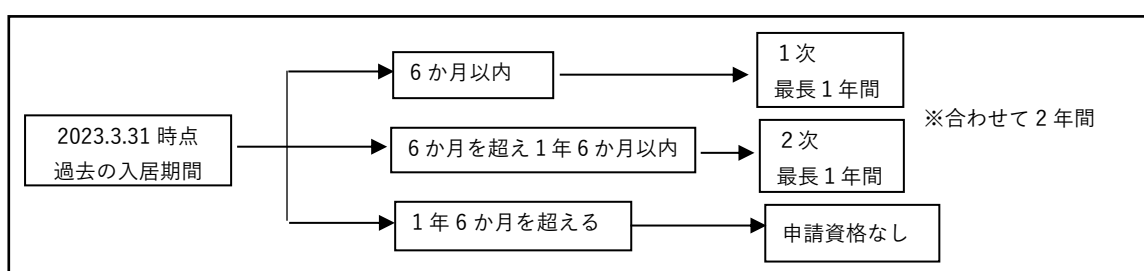 2023.3.31 時点
過去の入居期間
6 か月以内
1 次
最長 1 年間
6 か月を超え 1 年 6 か月以内
2 次
最長 1 年間
※合わせて 2 年間
1 年 6 か月を超える
申請資格なし